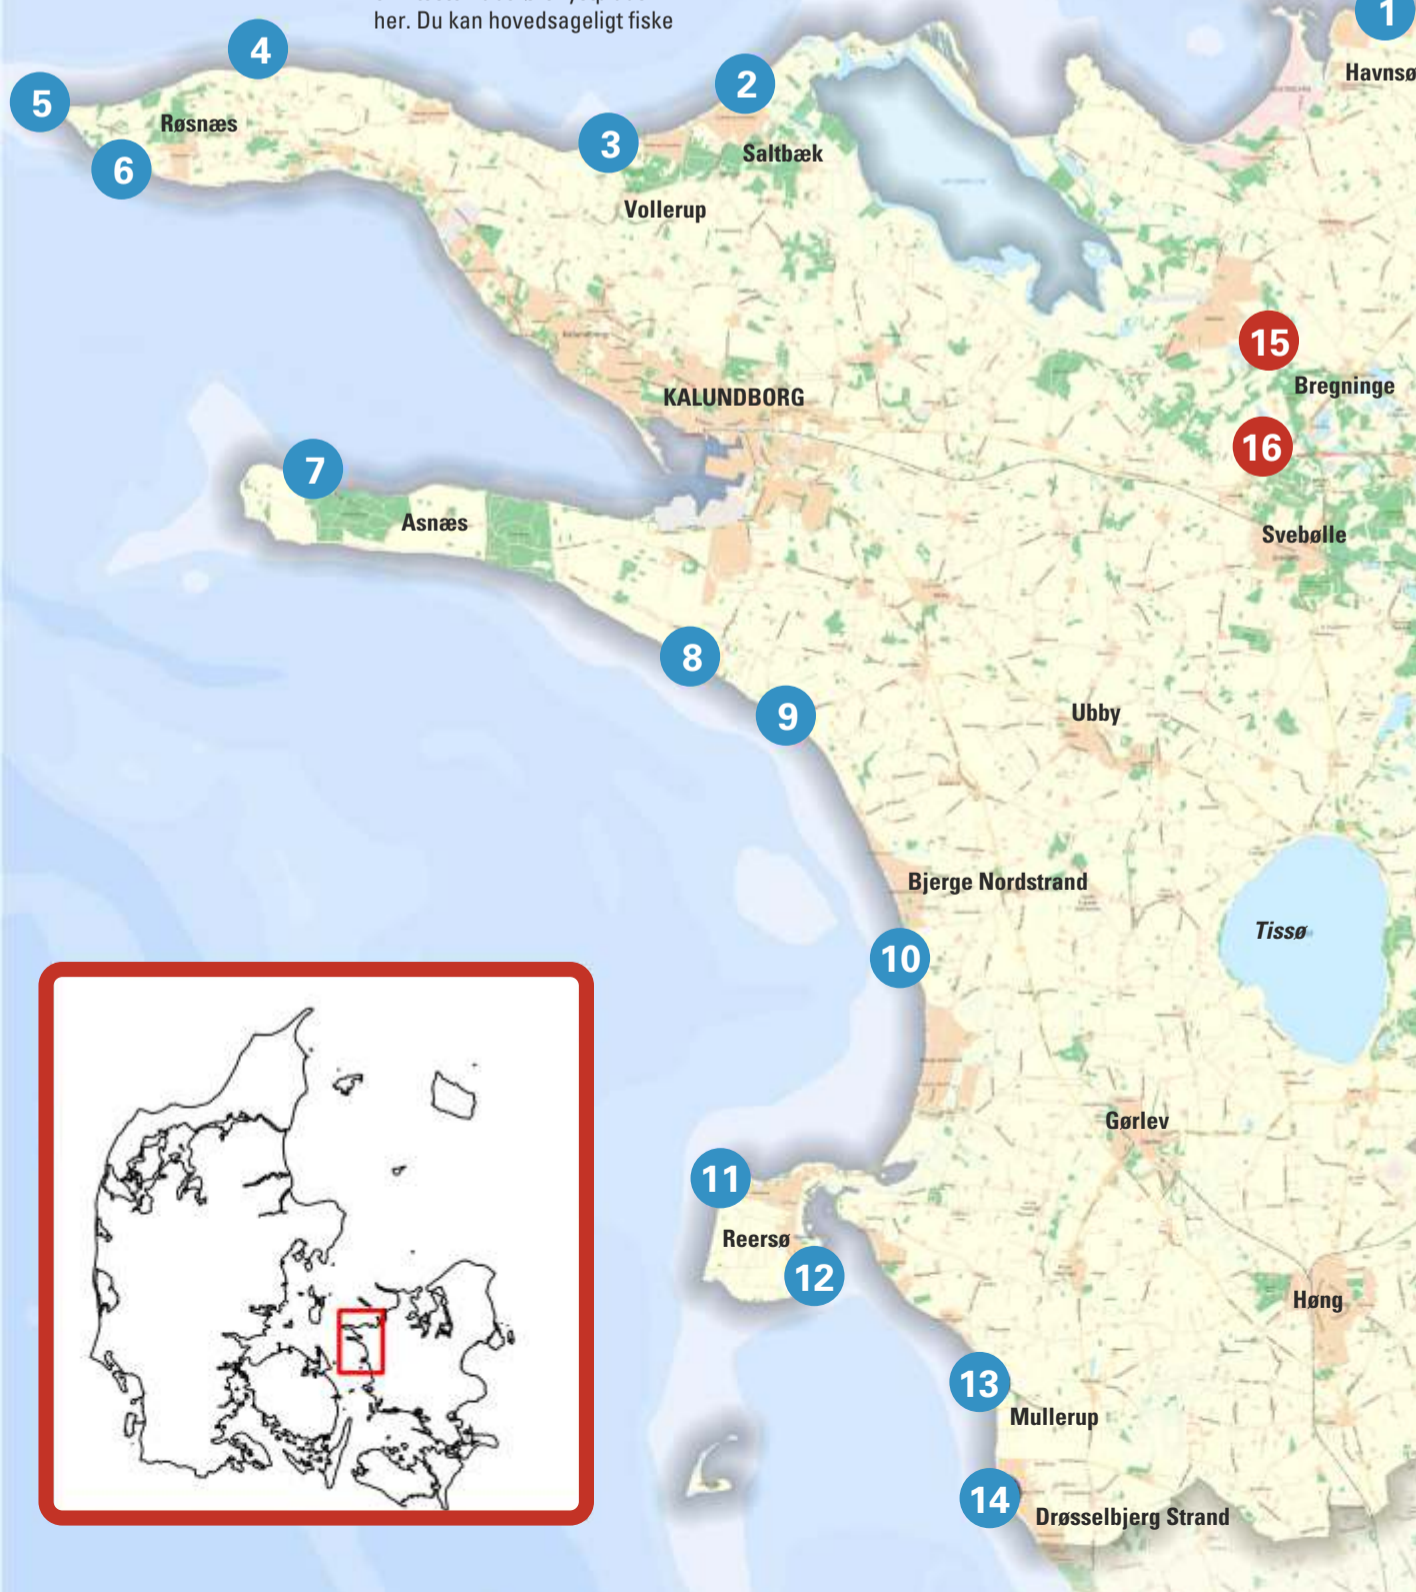 her. Du kan hovedsageligt fiske
1
Havnsø
4
2
5
Røsnæs
3
Saltbæk
6
Vollerup
15
Bregninge
KALUNDBORG
16
7
Asnæs
Svebølle
8
9
Ubby
Bjerge Nordstrand
Tissø
10
Gørlev
11
Reersø
12
Høng
13
Mullerup
14
Drøsselbjerg Strand